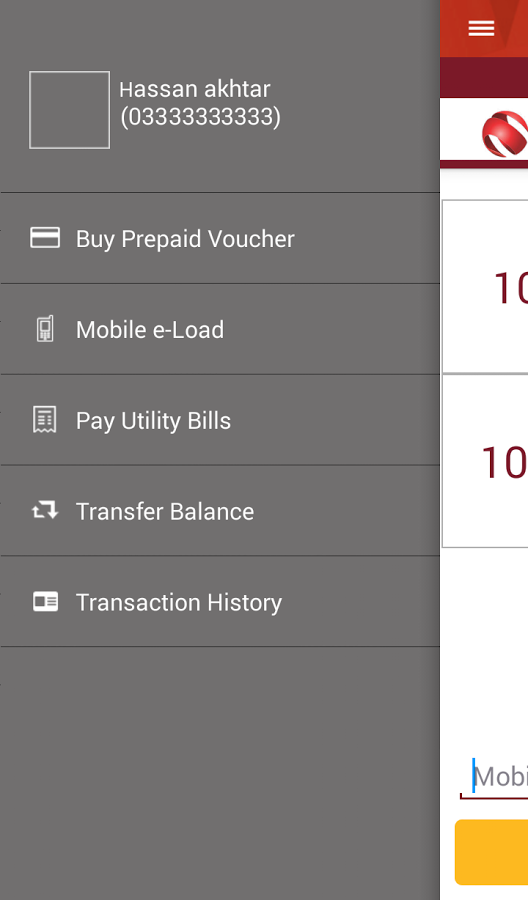 Hassan akhtar
(03333333333)
Buy Prepaid Voucher
Mobile e-Load
Pay Utility Bills
Transfer Balance
Transaction History
10
10
Mobi